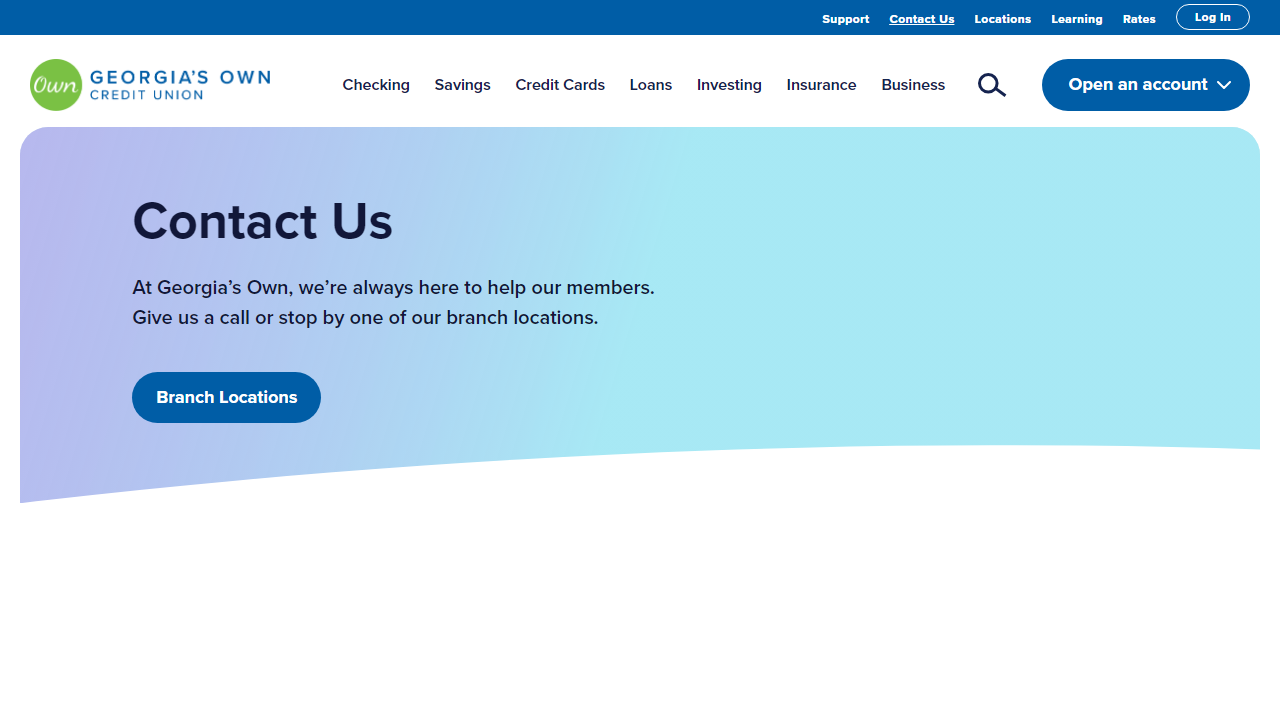 Support Contact Us Locations Learning Rates Log In
Own GEORGIA'S OWN
CREDIT UNION
Checking Savings Credit Cards Loans Investing Insurance Business Open an account
Contact Us
At Georgia’s Own, we’re always here to help our members.
Give us a call or stop by one of our branch locations.
Branch Locations